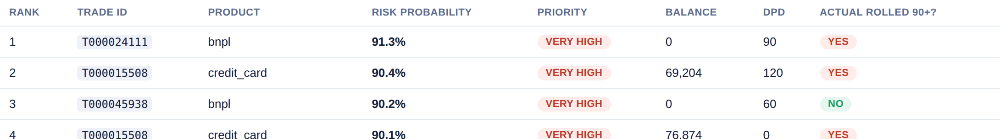 RANK TRADE ID PRODUCT RISK PROBABILITY PRIORITY BALANCE DPD ACTUAL ROLLED 90+?
1 T000024111 bnpl 91.3% VERY HIGH 0 90 YES
2 T000015508 credit_card 90.4% VERY HIGH 69,204 120 YES
3 T000045938 bnpl 90.2% VERY HIGH 0 60 NO
4 T000015508 credit_card 90.1% VERY HIGH 76,874 0 YES